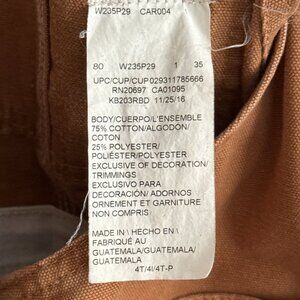 W235P29 CAR004
80 W235P29 1 35
UPC/CUP/CUP029311785666
RN20697 CA01095
KB203RBD 11/25/16
BODY/CUERPO/L'ENSEMBLE
75% COTTON/ALGODON/
COTON
25% POLYESTER/
POLIÉSTER/POLYESTER
EXCLUSIVE OF DECORATION/
TRIMMINGS
EXCLUSIVO PARA
DECORACIÓN/ ADORNOS
ORNEMENT ET GARNITURE
NON COMPRIS
MADE IN \ HECHO EN \
FABRIQUÉ AU
GUATEMALA/GUATEMALA/
GUATEMALA
4T/4I/4T-P